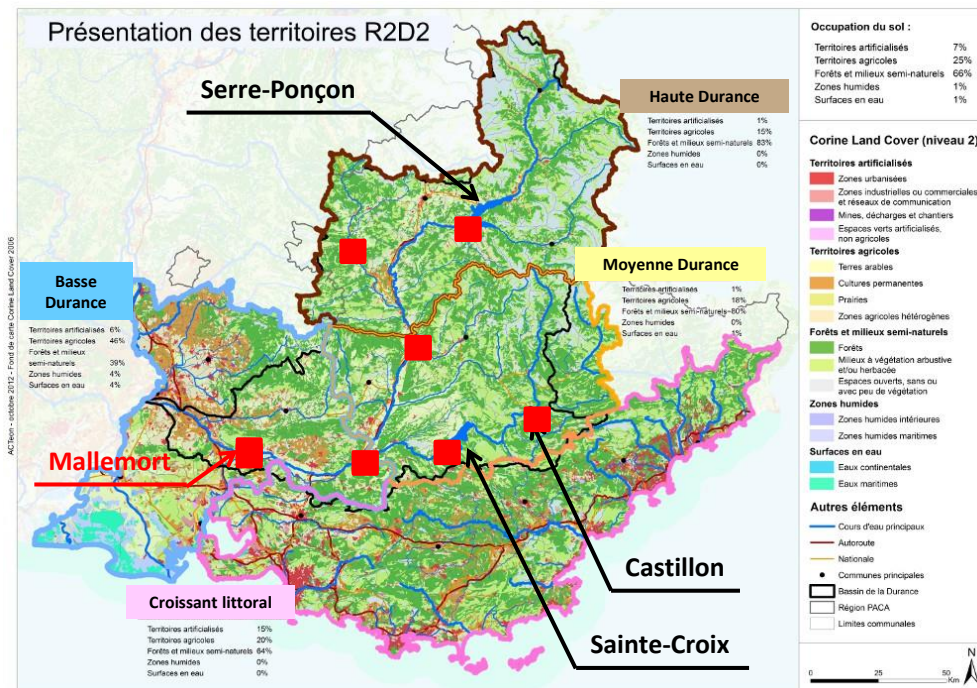 Présentation des territoires R2D2
Serre-Ponçon
Haute Durance
Territoires artificialisés 1%
Territoires agricoles 15%
Forêts et milieux semi-naturels 83%
Zones humides 0%
Surfaces en eau 0%
Moyenne Durance
Territoires artificialisés 1%
Territoires agricoles 18%
Forêts et milieux semi-naturels 80%
Zones humides 0%
Surfaces en eau 1%
Basse
Durance
Territoires artificialisés 6%
Territoires agricoles 46%
Forêts et milieux
semi-naturels 39%
Zones humides 4%
Surfaces en eau 4%
Mallemort
Castillon
Sainte-Croix
Croissant littoral
Territoires artificialisés 15%
Territoires agricoles 20%
Forêts et milieux semi-naturels 64%
Zones humides 0%
Surfaces en eau 0%
ACTeon - octobre 2012 - Fond de carte Corine Land Cover 2006
Occupation du sol :
Territoires artificialisés 7%
Territoires agricoles 25%
Forêts et milieux semi-naturels 66%
Zones humides 1%
Surfaces en eau 1%
Corine Land Cover (niveau 2)
Territoires artificialisés
Zones urbanisées
Zones industrielles ou commerciales
et réseaux de communication
Mines, décharges et chantiers
Espaces verts artificialisés,
non agricoles
Territoires agricoles
Terres arables
Cultures permanentes
Prairies
Zones agricoles hétérogènes
Forêts et milieux semi-naturels
Forêts
Milieux à végétation arbustive
et/ou herbacée
Espaces ouverts, sans ou
avec peu de végétation
Zones humides
Zones humides intérieures
Zones humides maritimes
Surfaces en eau
Eaux continentales
Eaux maritimes
Autres éléments
Cours d'eau principaux
Autoroute
Nationale
Communes principales
Bassin de la Durance
Région PACA
Limites communales
N
0 25 50
Km